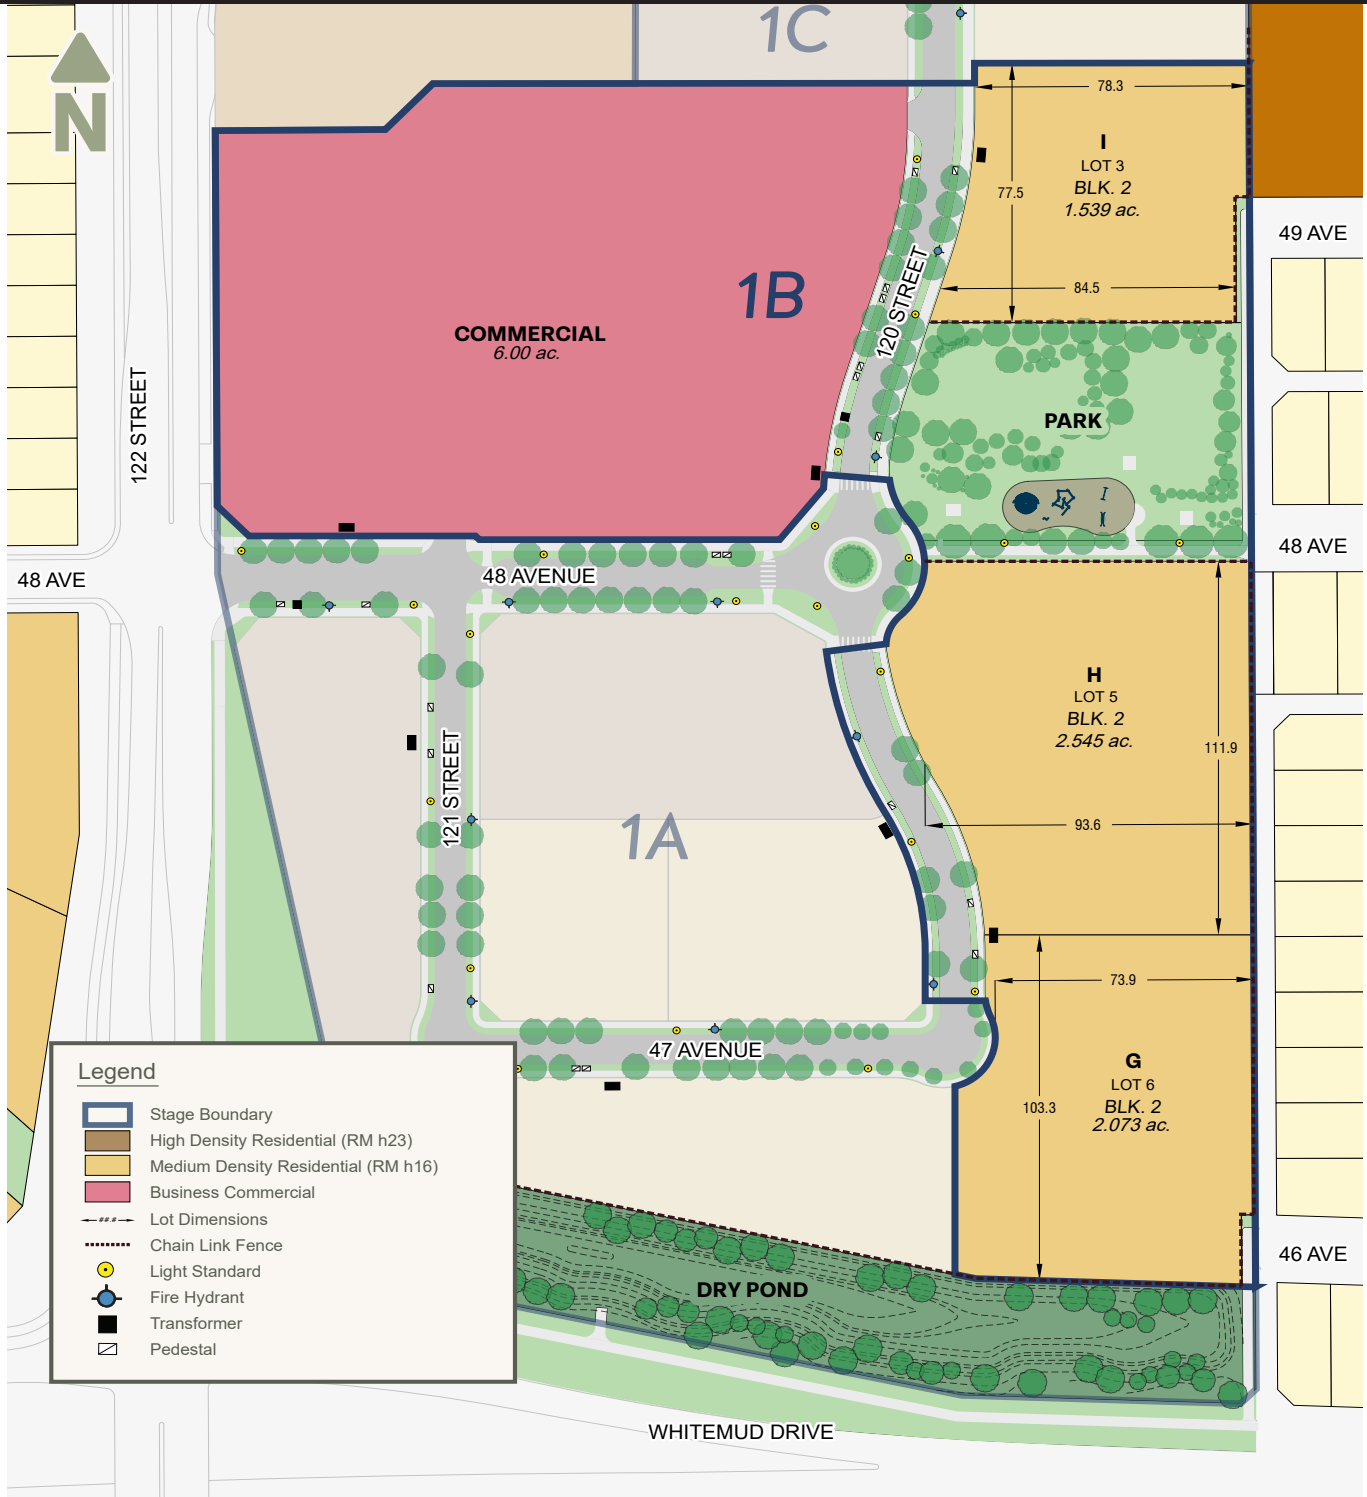 1C
N
78.3
I
LOT 3
BLK. 2
1.539 ac.
77.5
49 AVE
84.5
1B
120 STREET
COMMERCIAL
6.00 ac.
122 STREET
PARK
48 AVE
48 AVENUE
48 AVE
H
LOT 5
BLK. 2
2.545 ac.
111.9
121 STREET
1A
93.6
73.9
47 AVENUE
G
LOT 6
BLK. 2
2.073 ac.
103.3
46 AVE
DRY POND
WHITEMUD DRIVE
Legend
Stage Boundary
High Density Residential (RM h23)
Medium Density Residential (RM h16)
Business Commercial
##.# Lot Dimensions
Chain Link Fence
Light Standard
Fire Hydrant
Transformer
Pedestal